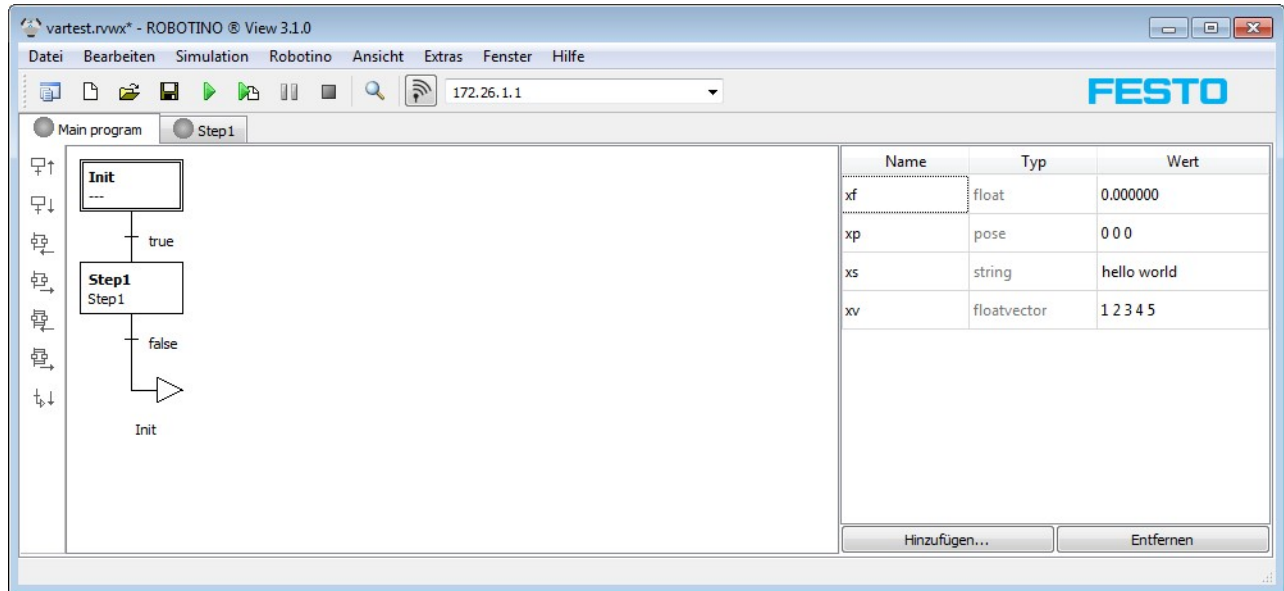 vartest.rvwx* - ROBOTINO ® View 3.1.0
Datei Bearbeiten Simulation Robotino Ansicht Extras Fenster Hilfe
172.26.1.1
FESTO
Main program Step1
Init
---
true
Step1
Step1
false
Init
Name Typ Wert
xf float 0.000000
xp pose 0 0 0
xs string hello world
xv floatvector 1 2 3 4 5
Hinzufügen... Entfernen